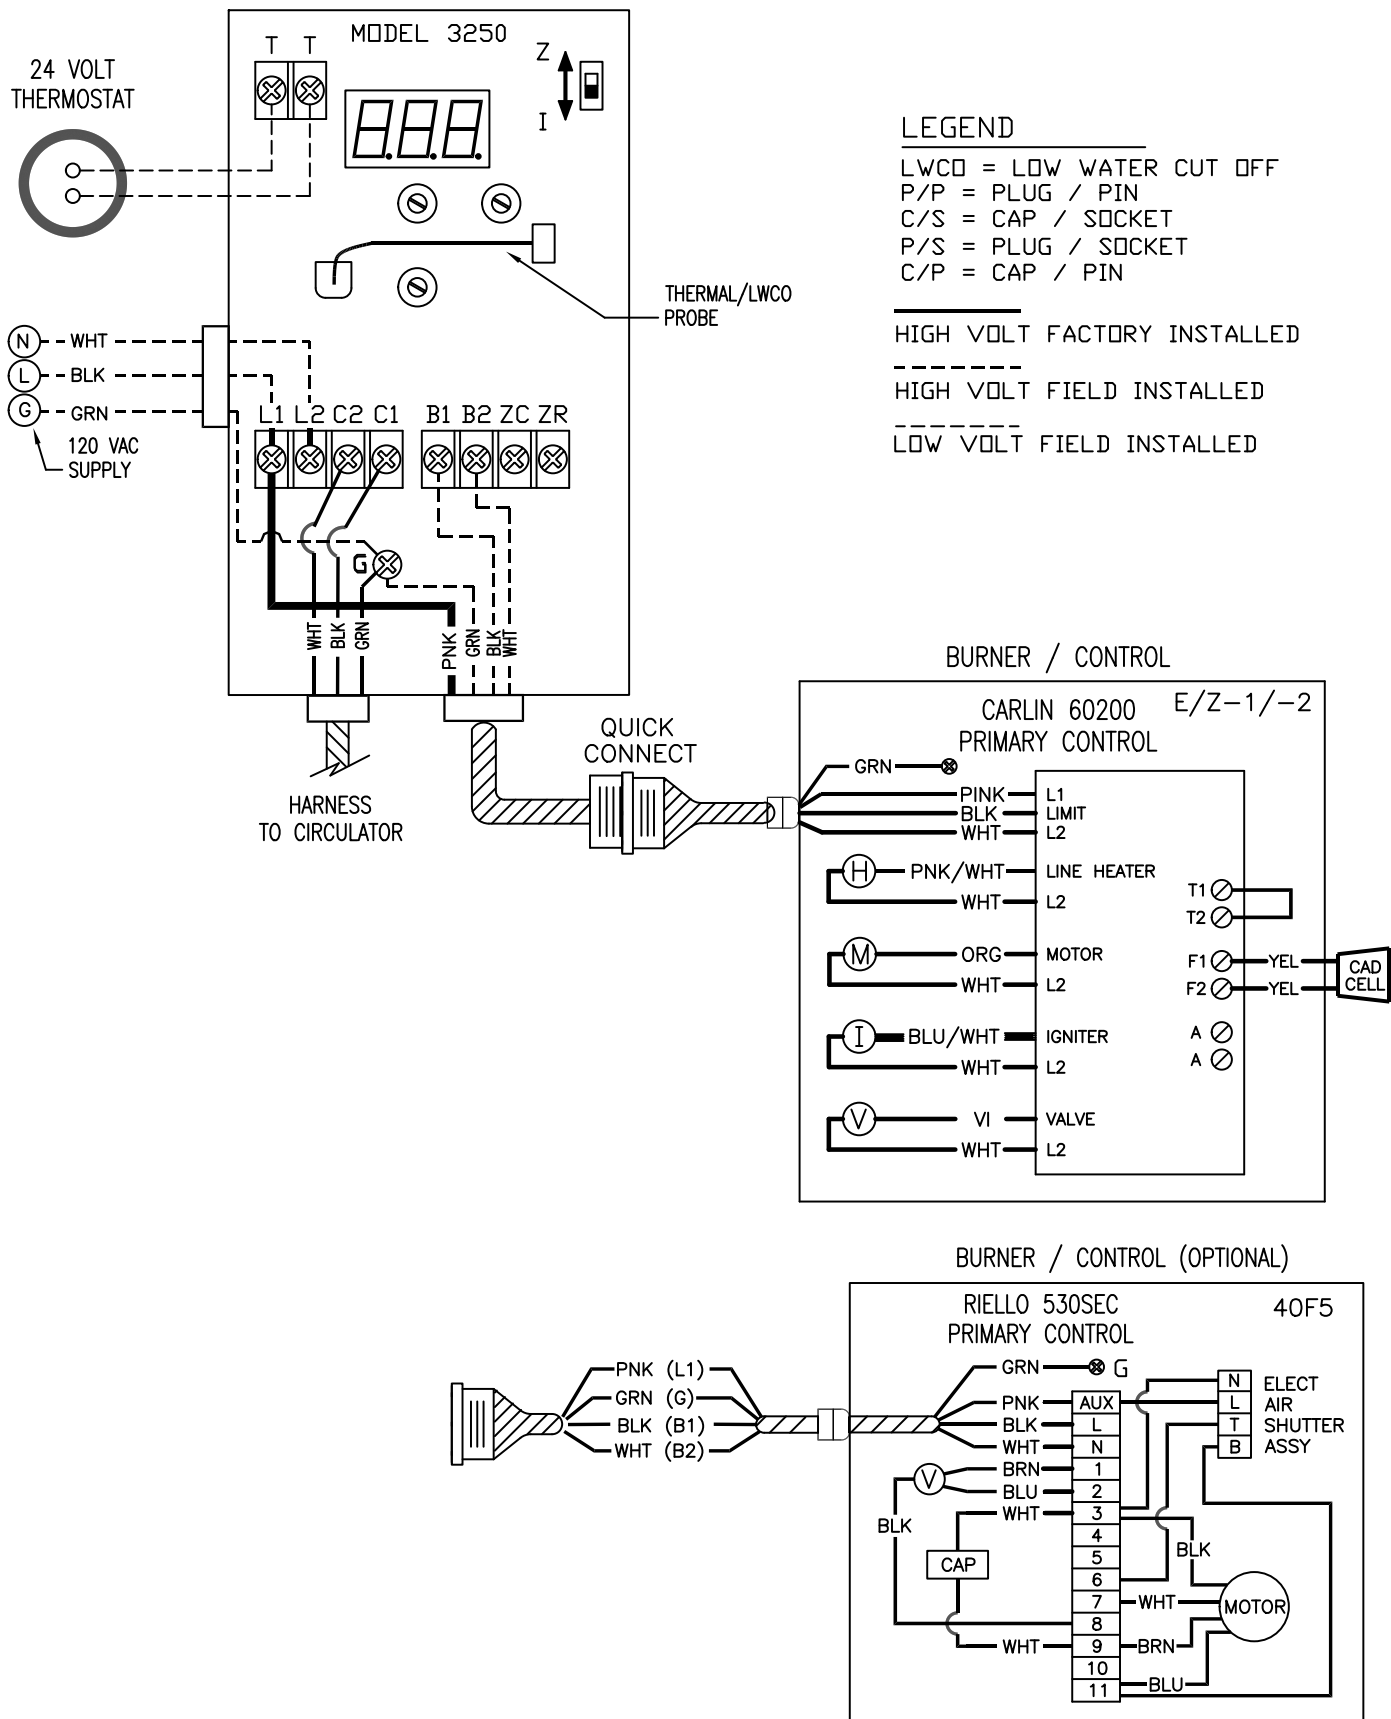 MODEL 3250
T T
Z
I
24 VOLT
THERMOSTAT
THERMAL/LWCO
PROBE
LEGEND
LWCO = LOW WATER CUT OFF
P/P = PLUG / PIN
C/S = CAP / SOCKET
P/S = PLUG / SOCKET
C/P = CAP / PIN
HIGH VOLT FACTORY INSTALLED
HIGH VOLT FIELD INSTALLED
LOW VOLT FIELD INSTALLED
N WHT
L BLK
G GRN
120 VAC
SUPPLY
L1 L2 C2 C1 B1 B2 ZC ZR
G
WHT BLK GRN PNK GRN BLK WHT
HARNESS
TO CIRCULATOR
QUICK
CONNECT
BURNER / CONTROL
CARLIN 60200
PRIMARY CONTROL
E/Z-1/-2
GRN
PINK L1
BLK LIMIT
WHT L2
H PNK/WHT LINE HEATER
WHT L2
M ORG MOTOR
WHT L2
I BLU/WHT IGNITER
WHT L2
V VI VALVE
WHT L2
T1
T2
F1 YEL
F2 YEL
CAD
CELL
A
A
BURNER / CONTROL (OPTIONAL)
RIELLO 530SEC
PRIMARY CONTROL
40F5
PNK (L1)
GRN (G)
BLK (B1)
WHT (B2)
GRN G
PNK AUX
BLK L
WHT N
BRN 1
BLU 2
WHT 3
4
5
6
7 WHT
8
WHT 9 BRN
10
11 BLU
V
BLK
CAP
BLK
MOTOR
N ELECT
L AIR
T SHUTTER
B ASSY